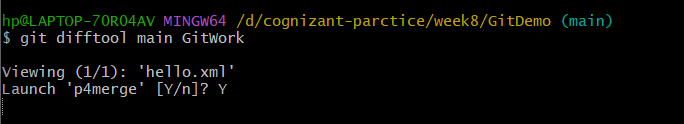 hp@LAPTOP-7ORO4AV MINGW64 /d/cognizant-parctice/week8/GitDemo (main)
$ git difftool main GitWork
Viewing (1/1): 'hello.xml'
Launch 'p4merge' [Y/n]? Y